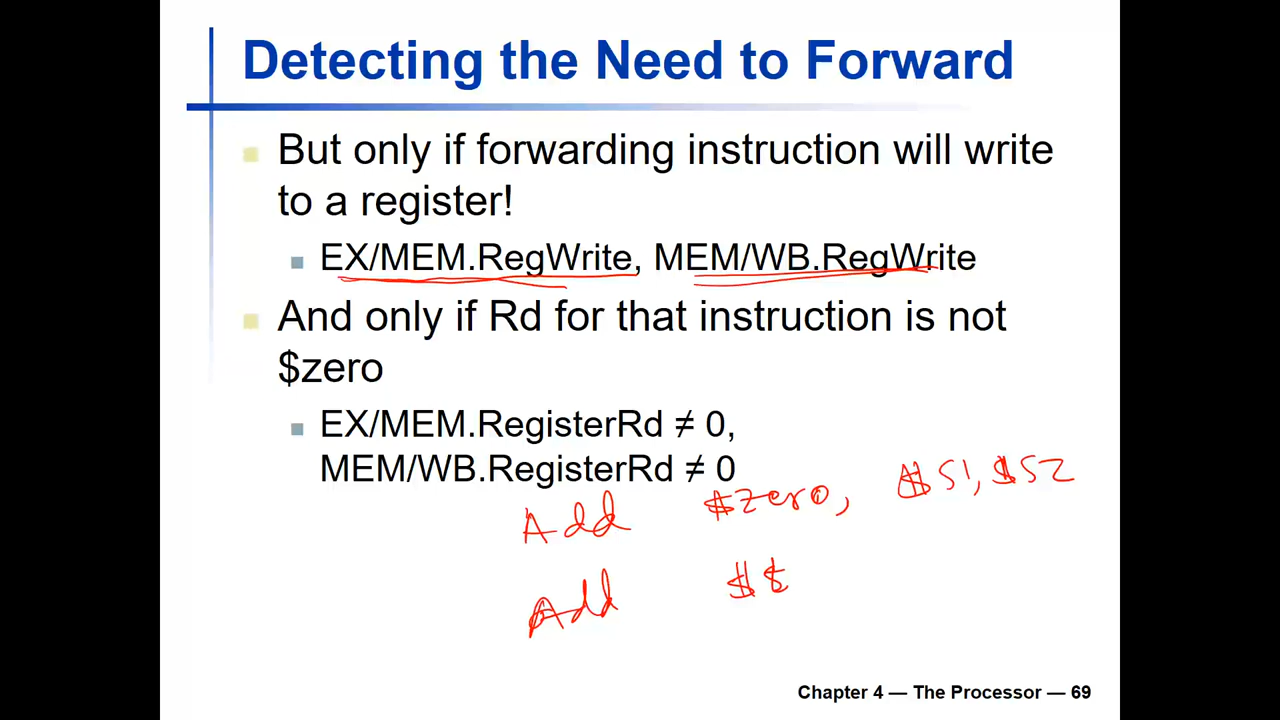 Detecting the Need to Forward
But only if forwarding instruction will write
to a register!
EX/MEM.RegWrite, MEM/WB.RegWrite
And only if Rd for that instruction is not
$zero
EX/MEM.RegisterRd ≠ 0,
MEM/WB.RegisterRd ≠ 0
Add $zero, $s1, $s2
Add $$
Chapter 4 — The Processor — 69